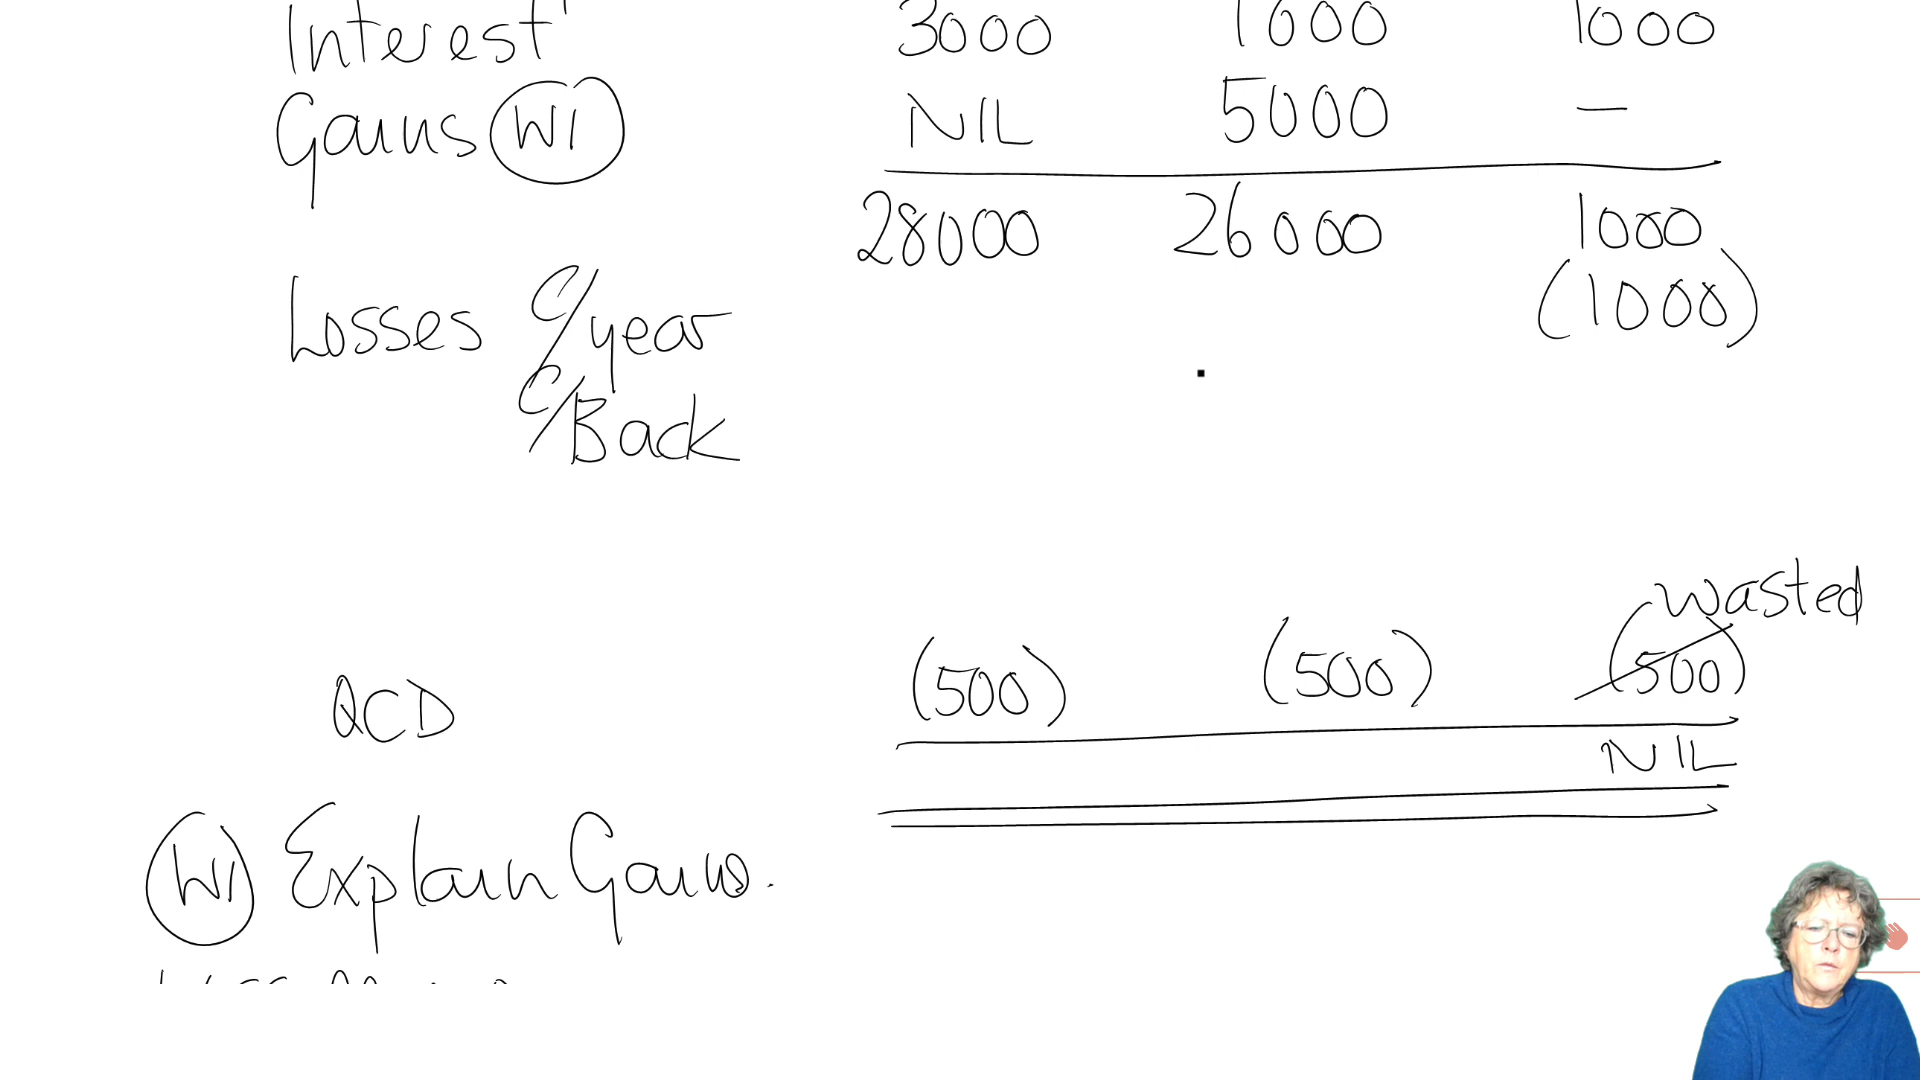 Interest 3000 1000 1000
Gains (W1) NIL 5000 —
28000 26000 1000
Losses C/year (1000)
C/Back
wasted
QCD (500) (500) (500)
NIL
(W1) Explain Gains.